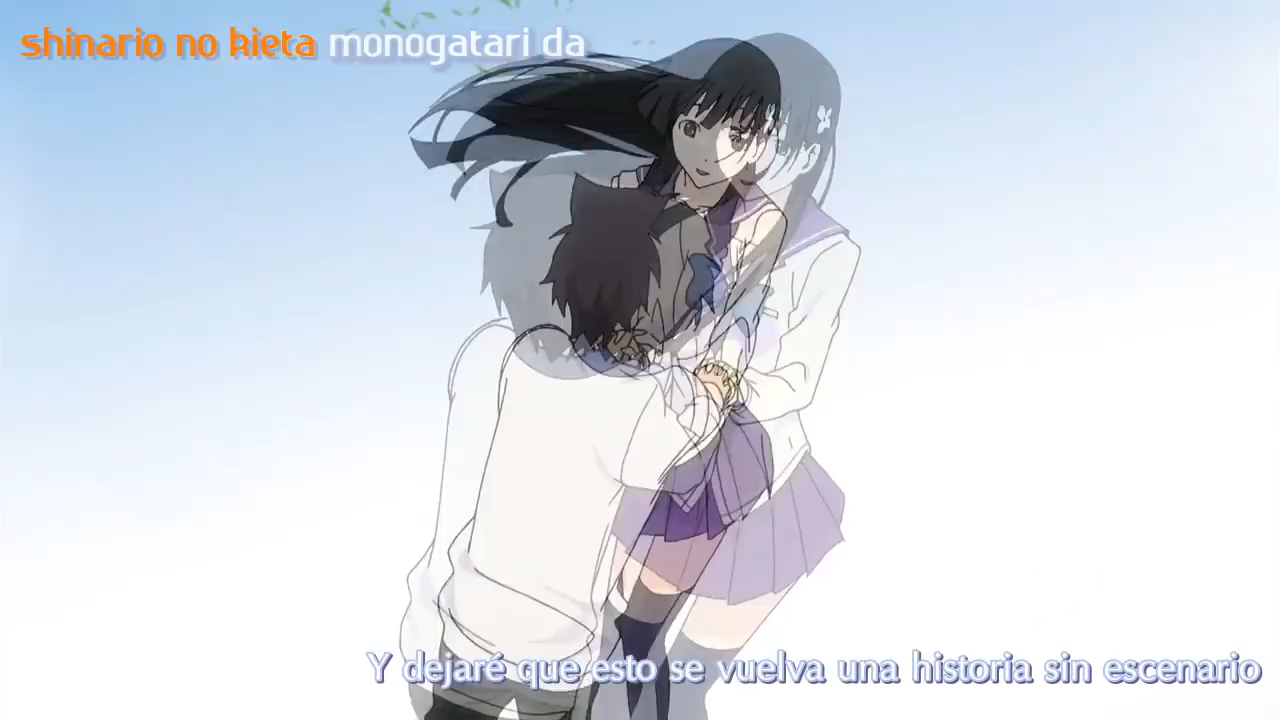 shinario no kieta monogatari da
Y dejaré que esto se vuelva una historia sin escenario